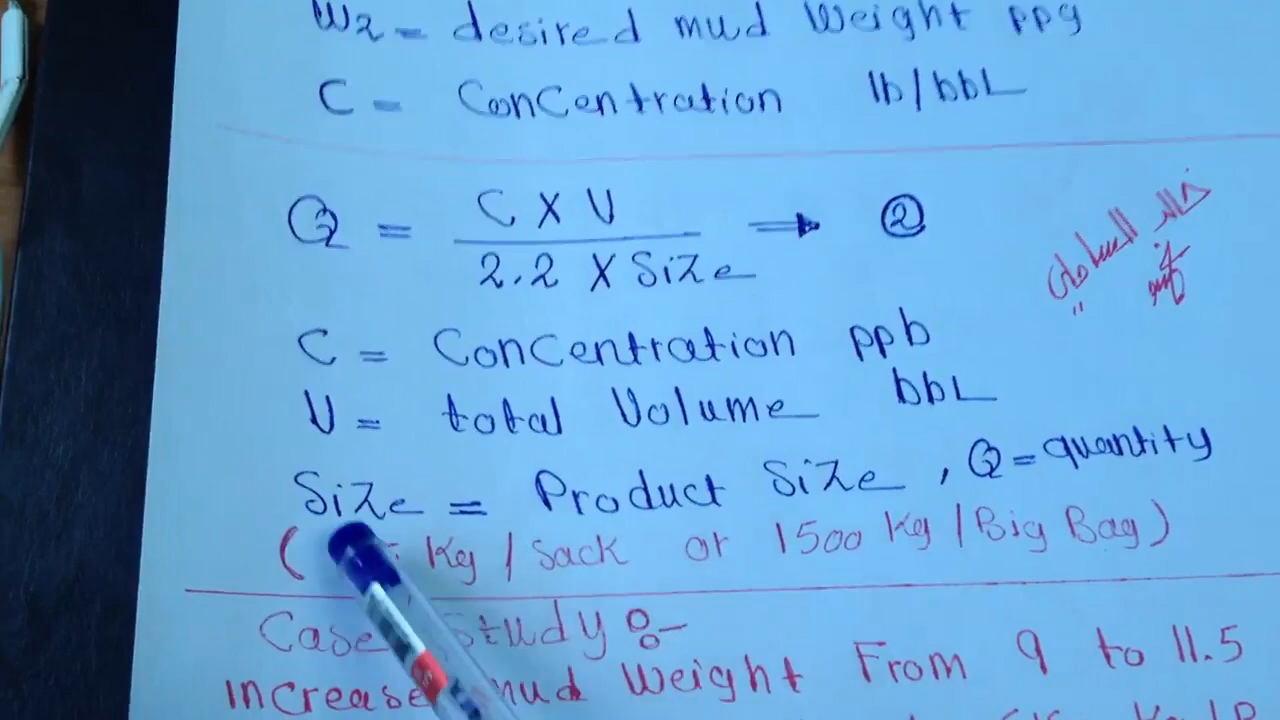 W2 = desired mud weight ppg
C = Concentration lb/bbL
Q = C X V / 2.2 X Size ⇒ ②
خالد السامعي
C = Concentration ppb
V = total Volume bbL
Size = Product Size , Q = quantity
( Kg / Sack or 1500 Kg / Big Bag )
Case Study :-
increase mud Weight From 9 to 11.5